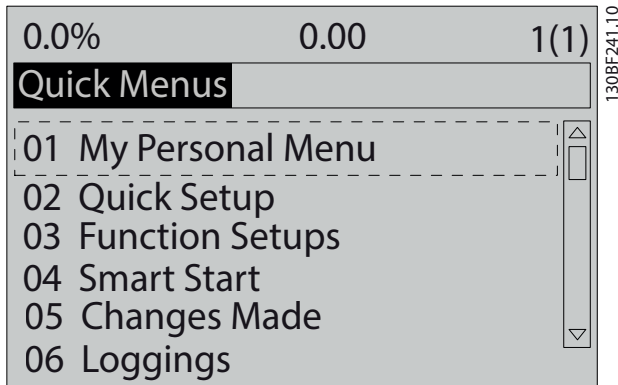 0.0% 0.00 1(1)
Quick Menus
01 My Personal Menu
02 Quick Setup
03 Function Setups
04 Smart Start
05 Changes Made
06 Loggings
130BF241.10